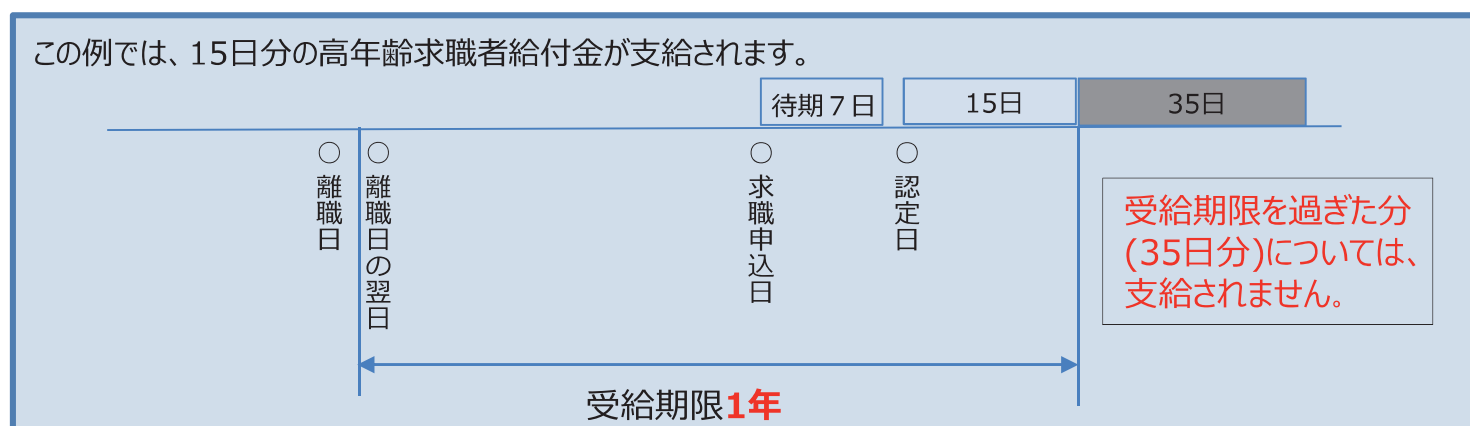 この例では、15日分の高年齢求職者給付金が支給されます。
待期７日
15日
35日
○離職日
○離職日の翌日
○求職申込日
○認定日
受給期限を過ぎた分
(35日分)については、
支給されません。
受給期限1年